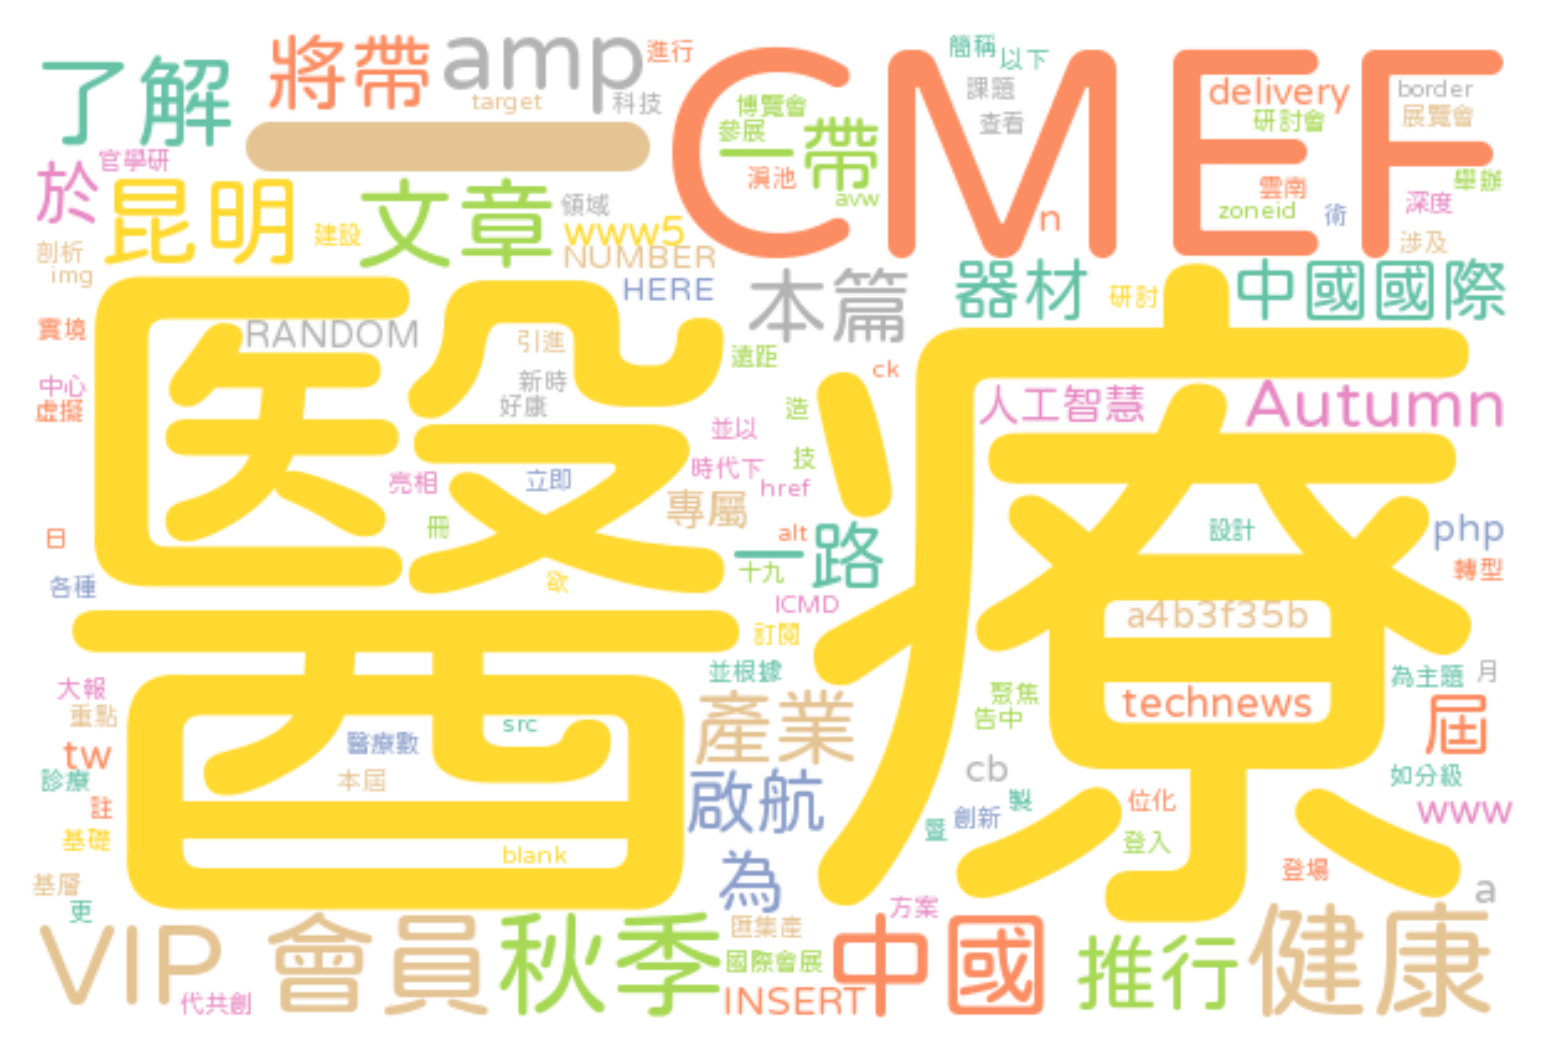 了解
將帶
amp
進行
target
科技
CMEF
簡稱
以下
課題
查看
博覽會
參展
一帶
滇池
avw
n
delivery
研討會
雲南
zoneid
術
border
展覽會
舉辦
深度
涉及
官學研
於
昆明
建設
文章
領域
www5
NUMBER
HERE
剖析
img
本篇
器材
研討
中國國際
醫療
實境
RANDOM
引進
新時
好康
遠距
ck
人工智慧
Autumn
中心
虛擬
造
並以
技
時代下
href
亮相
立即
專屬
alt
冊
日
各種
欲
一路
十九
ICMD
訂閱
設計
php
轉型
a4b3f35b
並根據
為主題
月
大報
重點
tw
診療
註
基礎
基層
更
src
醫療數
本屆
blank
產業
啟航
為
聚焦
告中
technews
屆
cb
製
創新
暨
位化
登入
如分級
www
登場
a
方案
VIP
會員
代共創
秋季
匯集產
國際會展
INSERT
中國
推行
健康